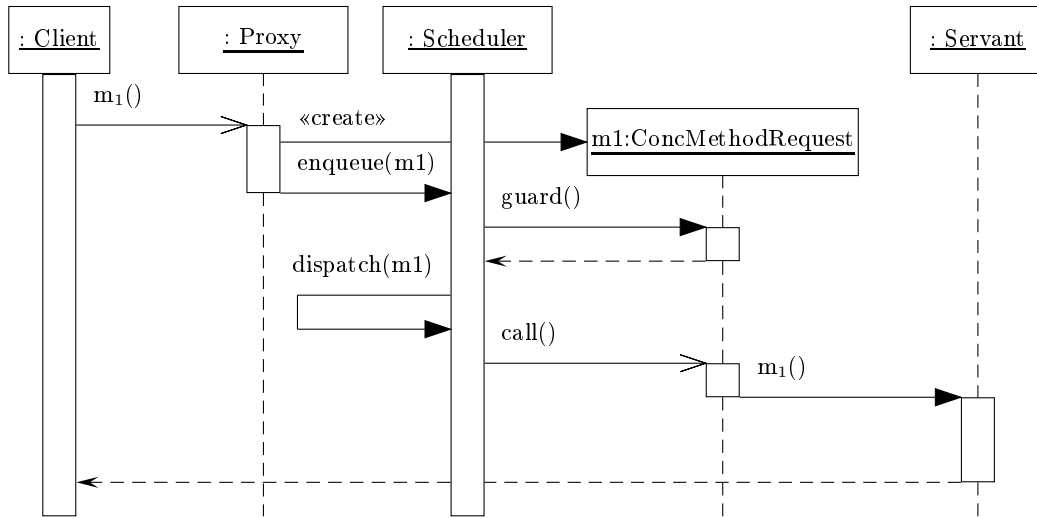 : Client
: Proxy
: Scheduler
: Servant
m₁()
«create»
m1:ConcMethodRequest
enqueue(m1)
guard()
dispatch(m1)
call()
m₁()